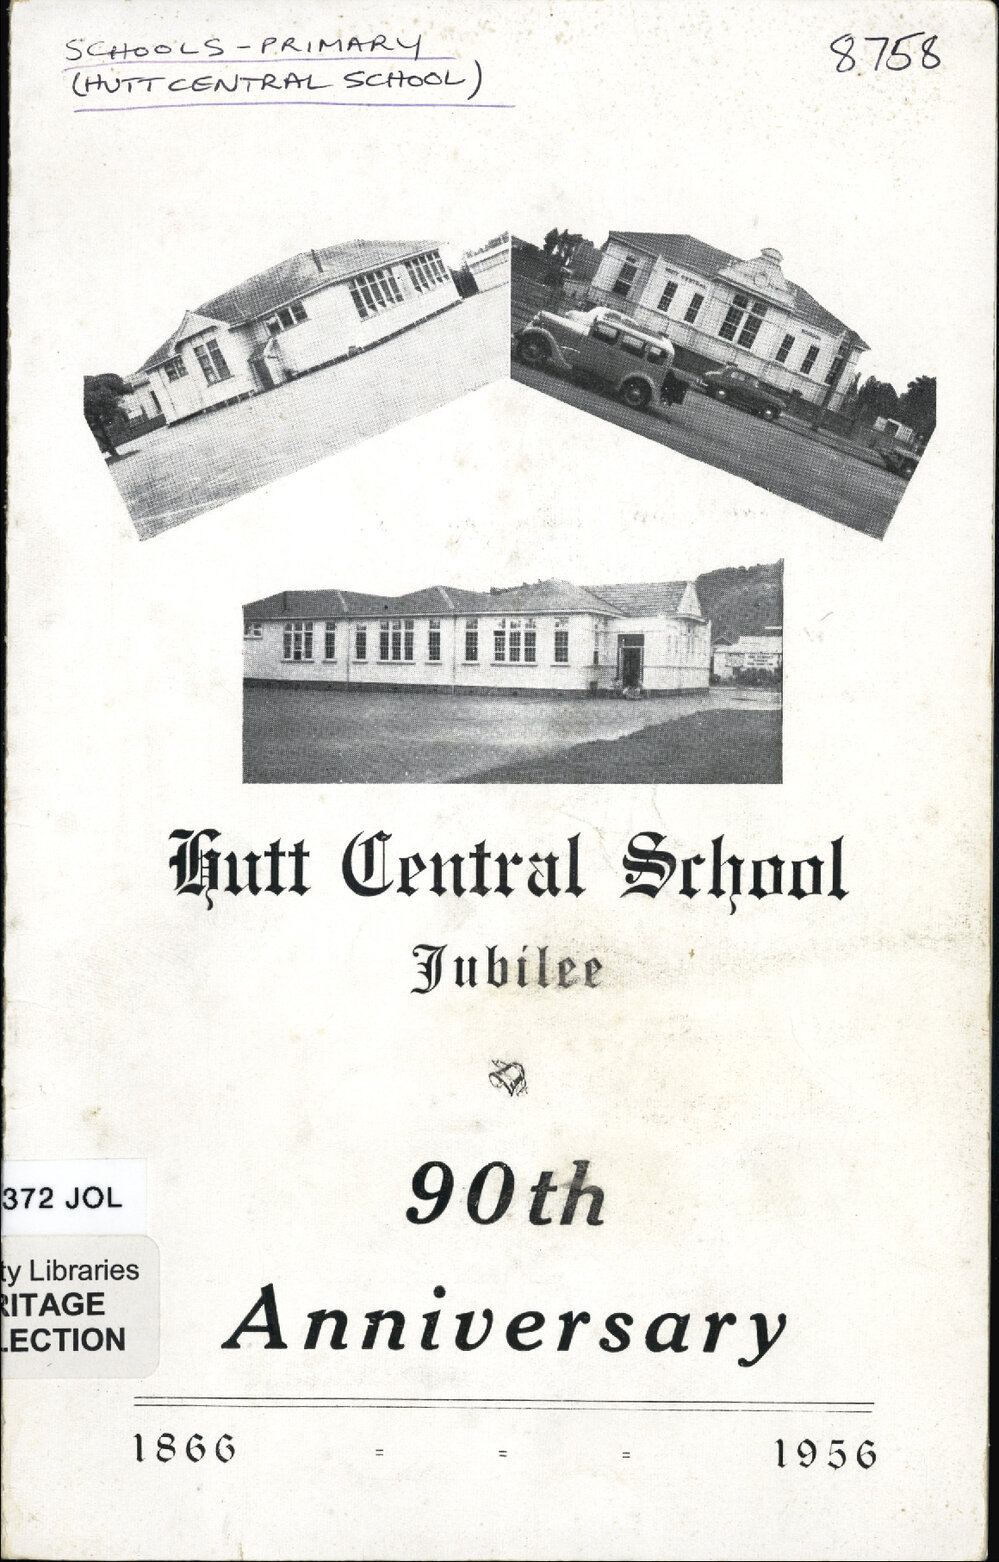 SCHOOLS - PRIMARY
(HUTT CENTRAL SCHOOL)
8758
Hutt Central School
Jubilee
90th
Anniversary
372 JOL
ty Libraries
RITAGE
LECTION
1866 = = = 1956